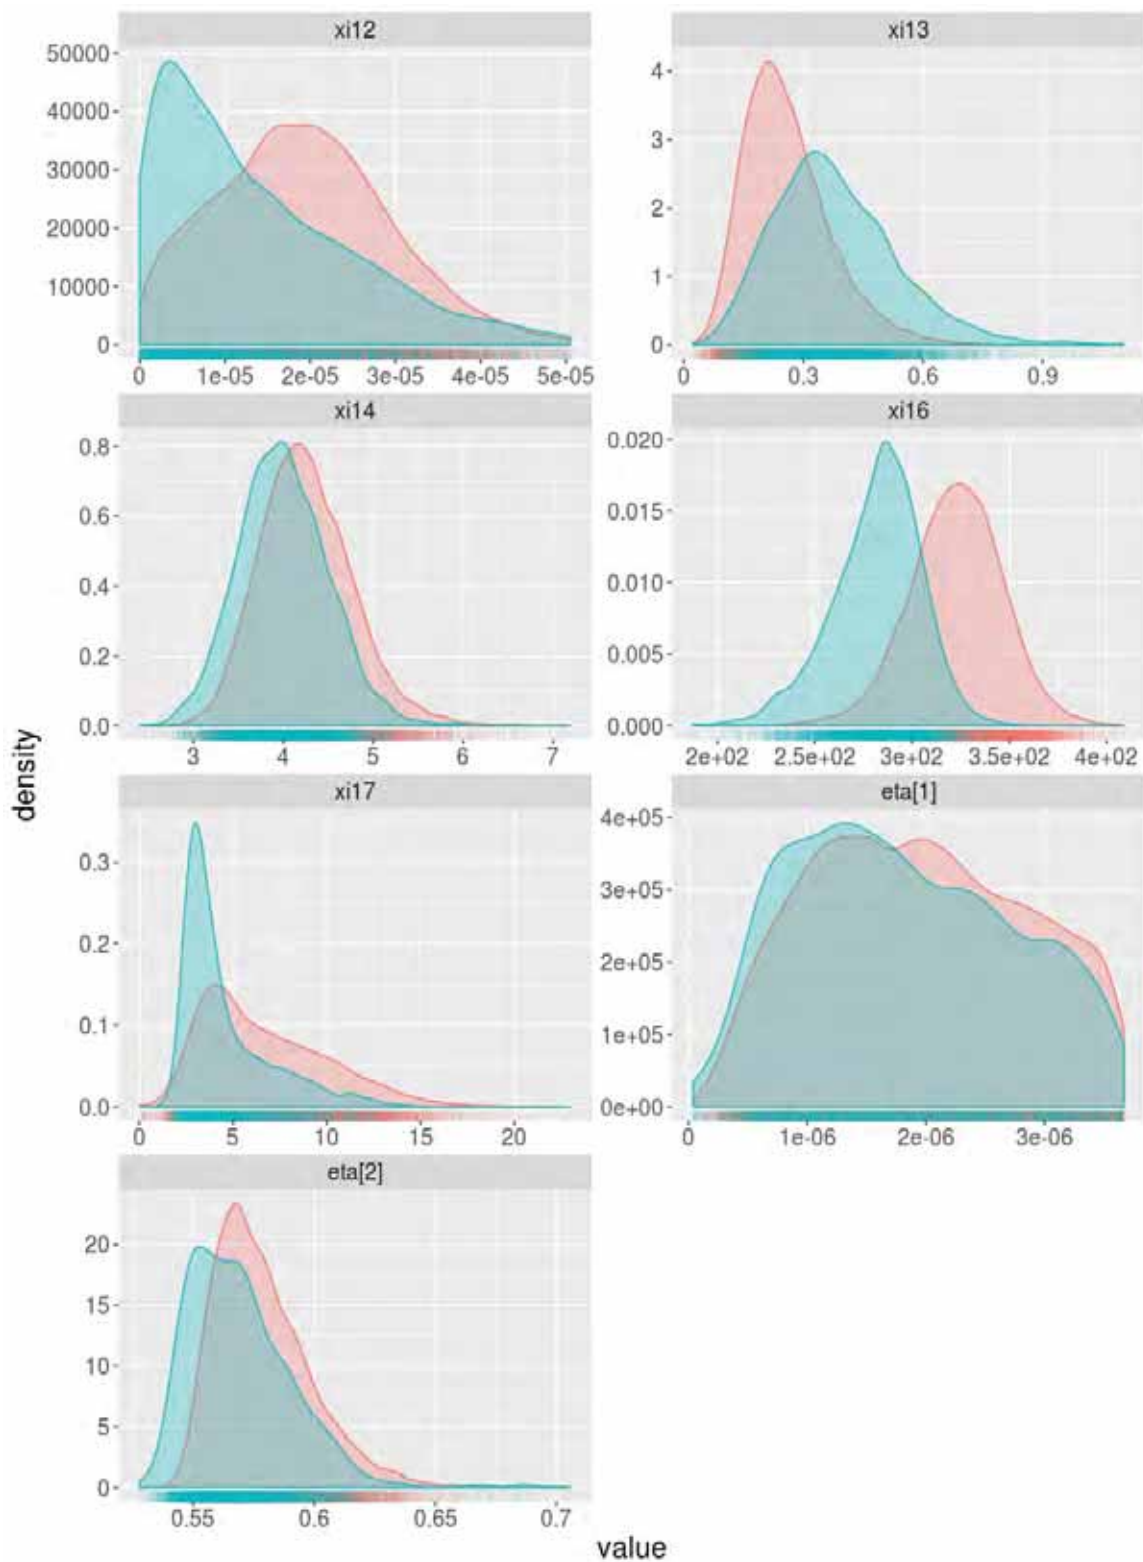 xi12
xi13
50000
40000
30000
20000
10000
0
4
3
2
1
0
0
1e-05
2e-05
3e-05
4e-05
5e-05
0
0.3
0.6
0.9
xi14
xi16
0.8
0.6
0.4
0.2
0.0
0.020
0.015
0.010
0.005
0.000
3
4
5
6
7
2e+02
2.5e+02
3e+02
3.5e+02
4e+02
density
xi17
eta[1]
0.3
0.2
0.1
0.0
4e+05
3e+05
2e+05
1e+05
0e+00
0
5
10
15
20
0
1e-06
2e-06
3e-06
eta[2]
20
15
10
5
0
0.55
0.6
0.65
0.7
value